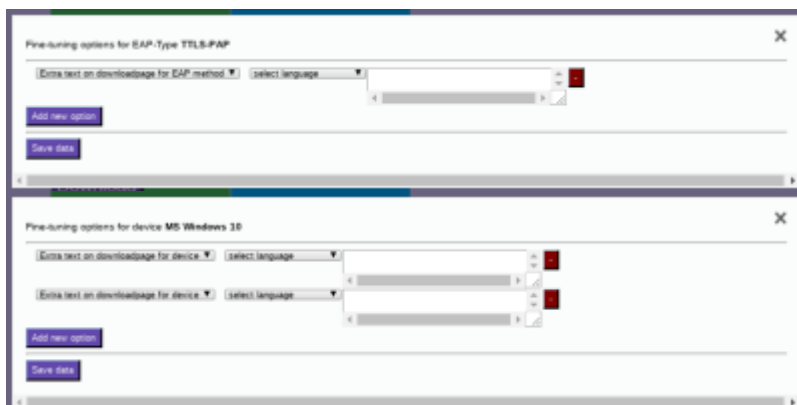 Fine-tuning options for EAP-Type TTLS-PAP
Extra text on downloadpage for EAP method select language
-
Add new option
Save data
Fine-tuning options for device MS Windows 10
Extra text on downloadpage for device select language
-
Extra text on downloadpage for device select language
-
Add new option
Save data